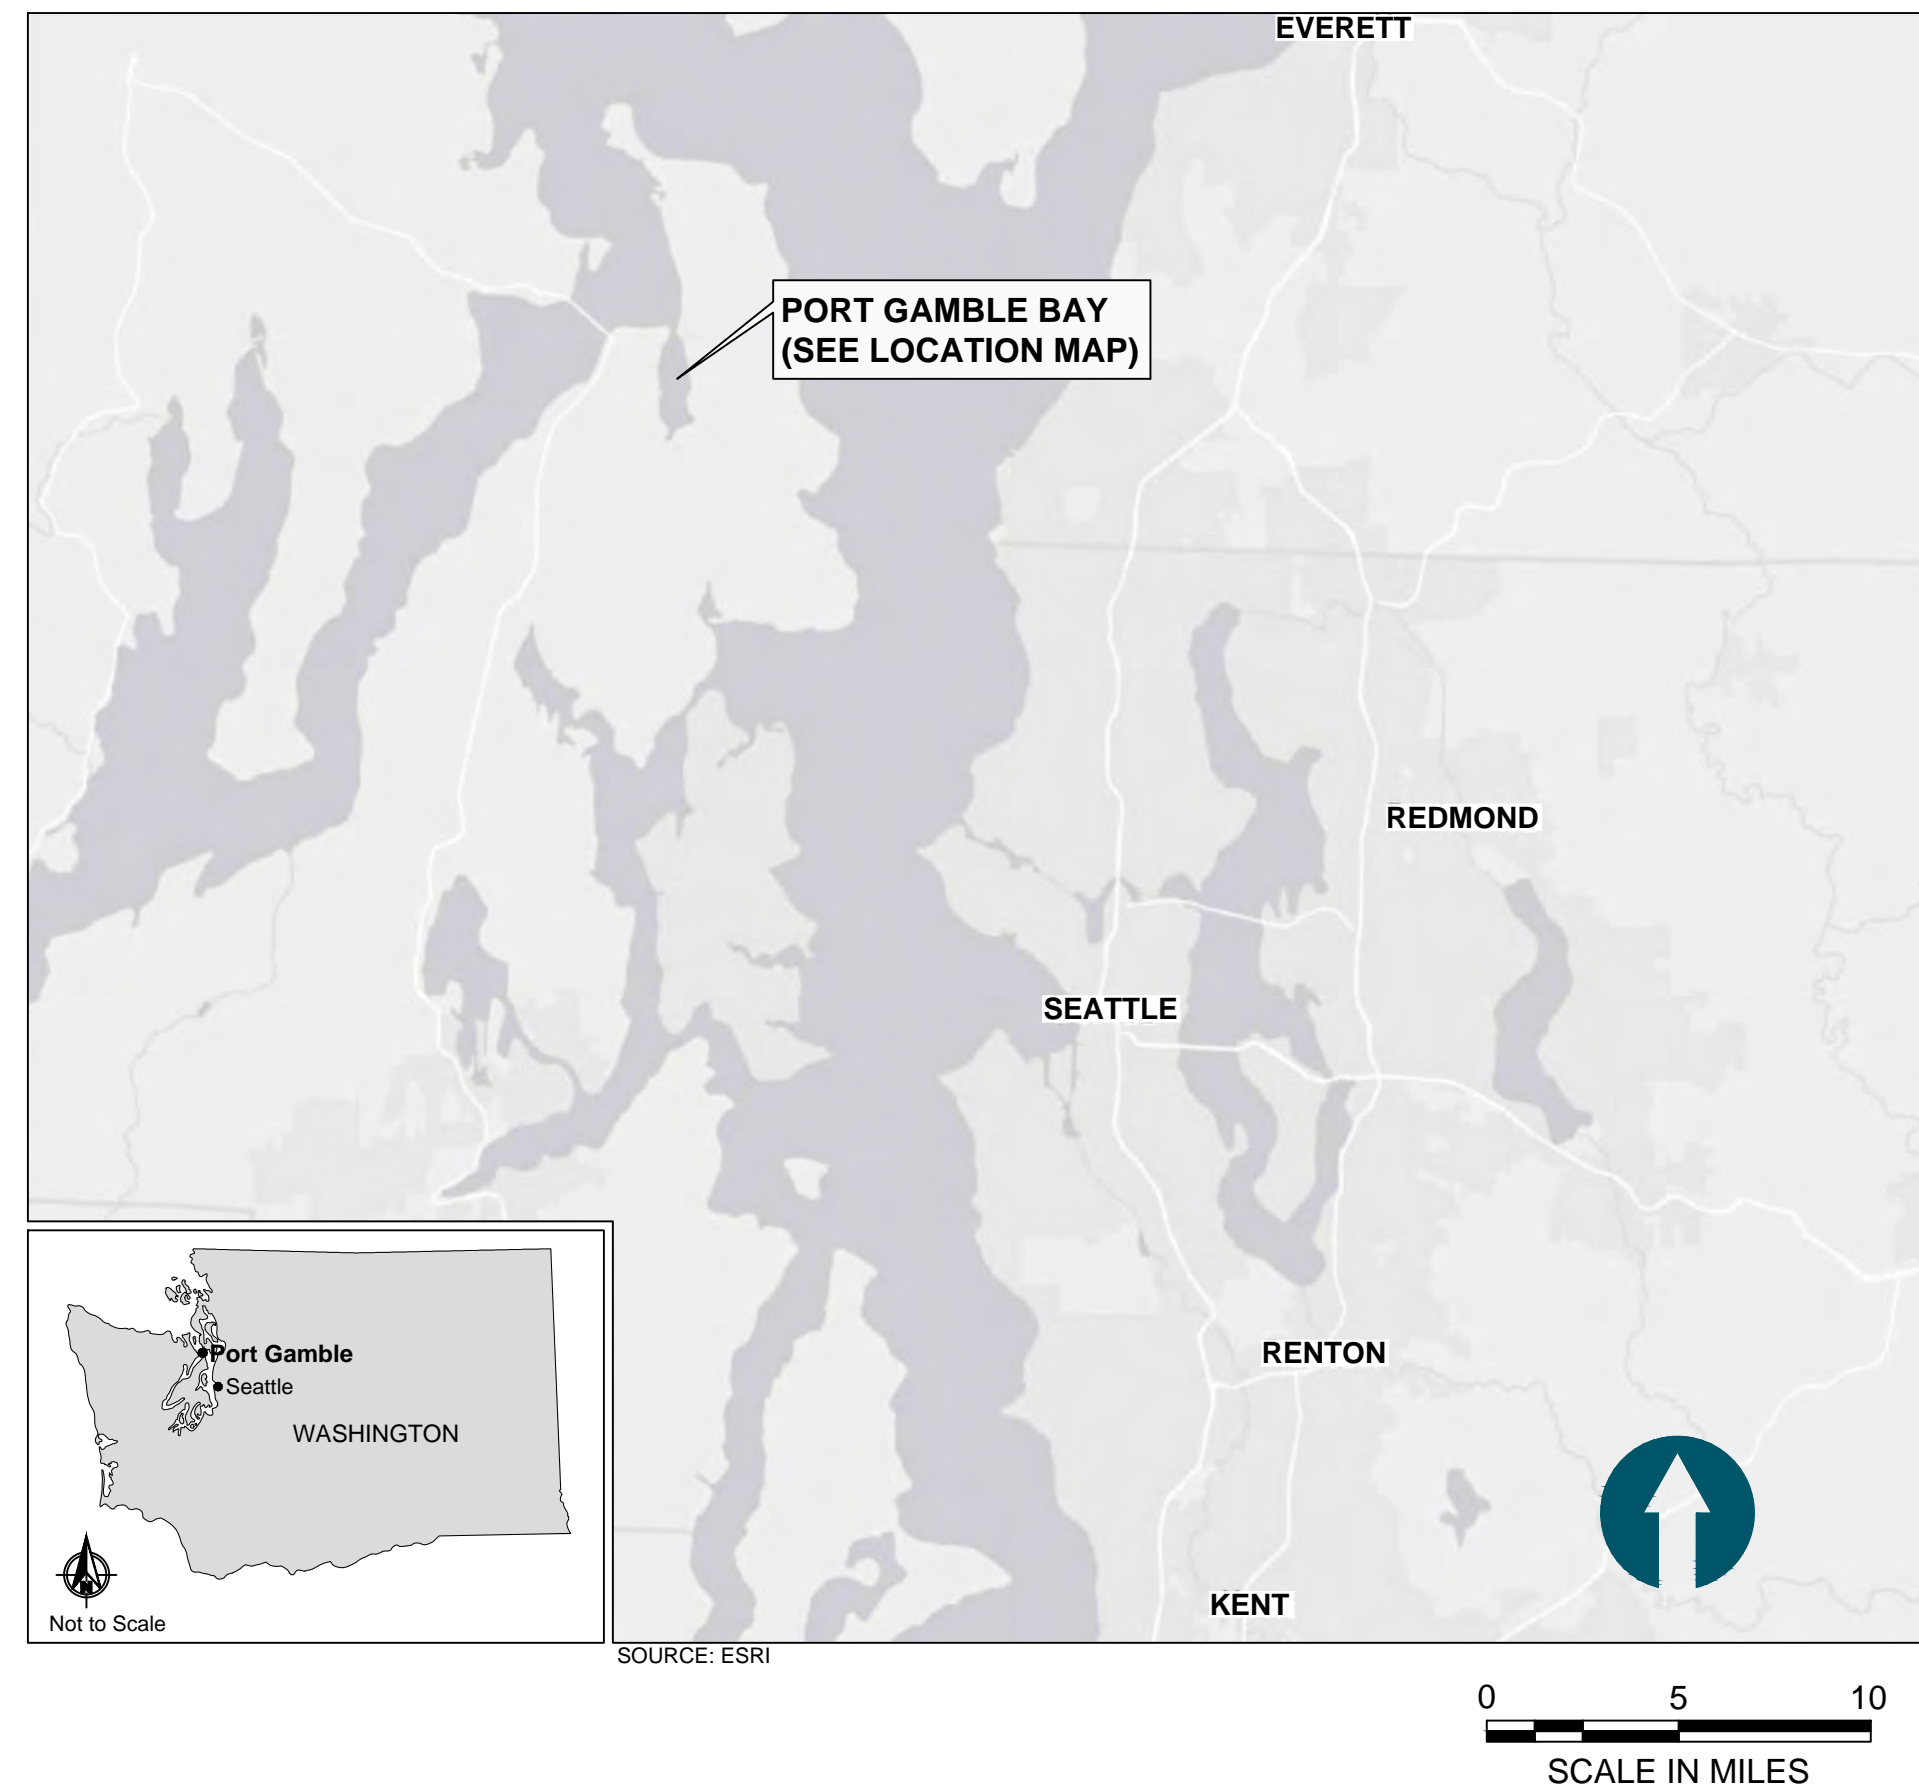 EVERETT
PORT GAMBLE BAY
(SEE LOCATION MAP)
REDMOND
SEATTLE
RENTON
KENT
Port Gamble
Seattle
WASHINGTON
N
Not to Scale
SOURCE: ESRI
0 5 10
SCALE IN MILES